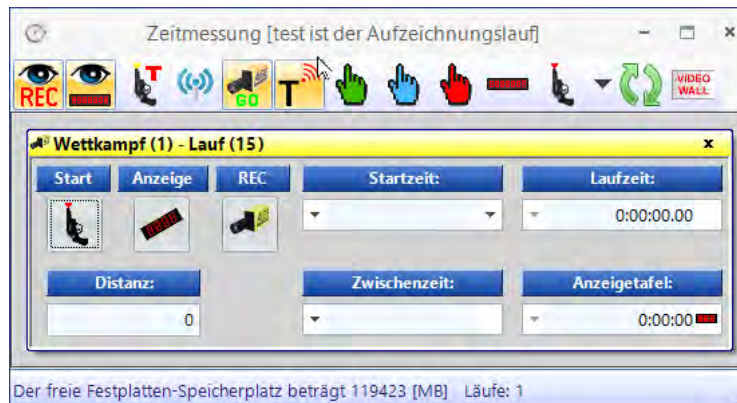 Zeitmessung [test ist der Aufzeichnungslauf]
REC T GO T VIDEO WALL
Wettkampf (1) - Lauf (15) x
Start Anzeige REC Startzeit: Laufzeit:
0:00:00.00
Distanz: Zwischenzeit: Anzeigetafel:
0 0:00:00
Der freie Festplatten-Speicherplatz beträgt 119423 [MB] Läufe: 1